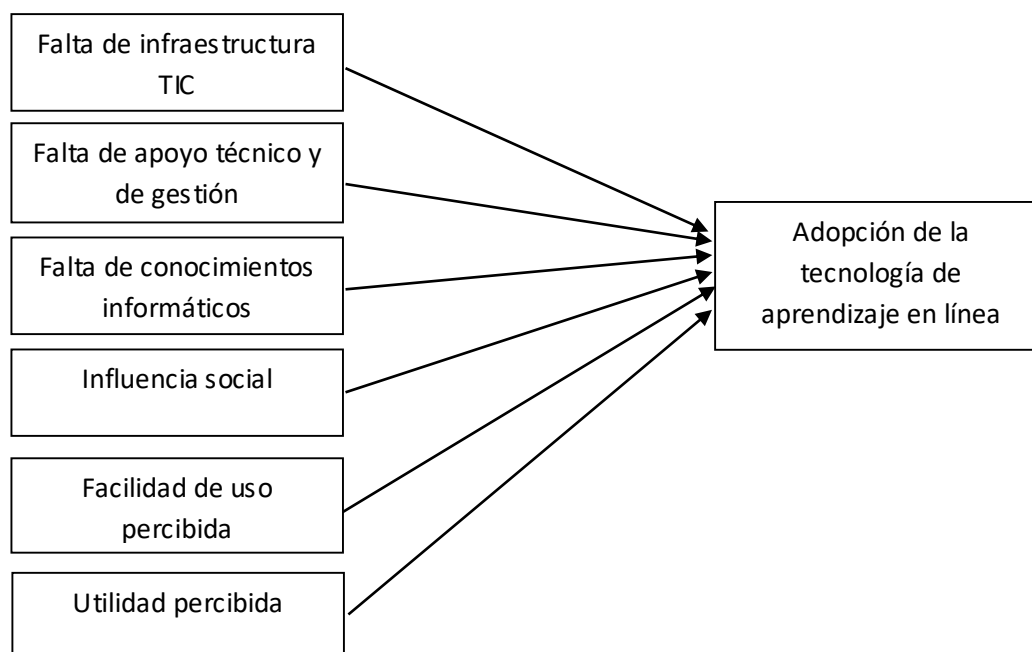 Falta de infraestructura
TIC
Falta de apoyo técnico y
de gestión
Falta de conocimientos
informáticos
Influencia social
Facilidad de uso
percibida
Utilidad percibida
Adopción de la
tecnología de
aprendizaje en línea